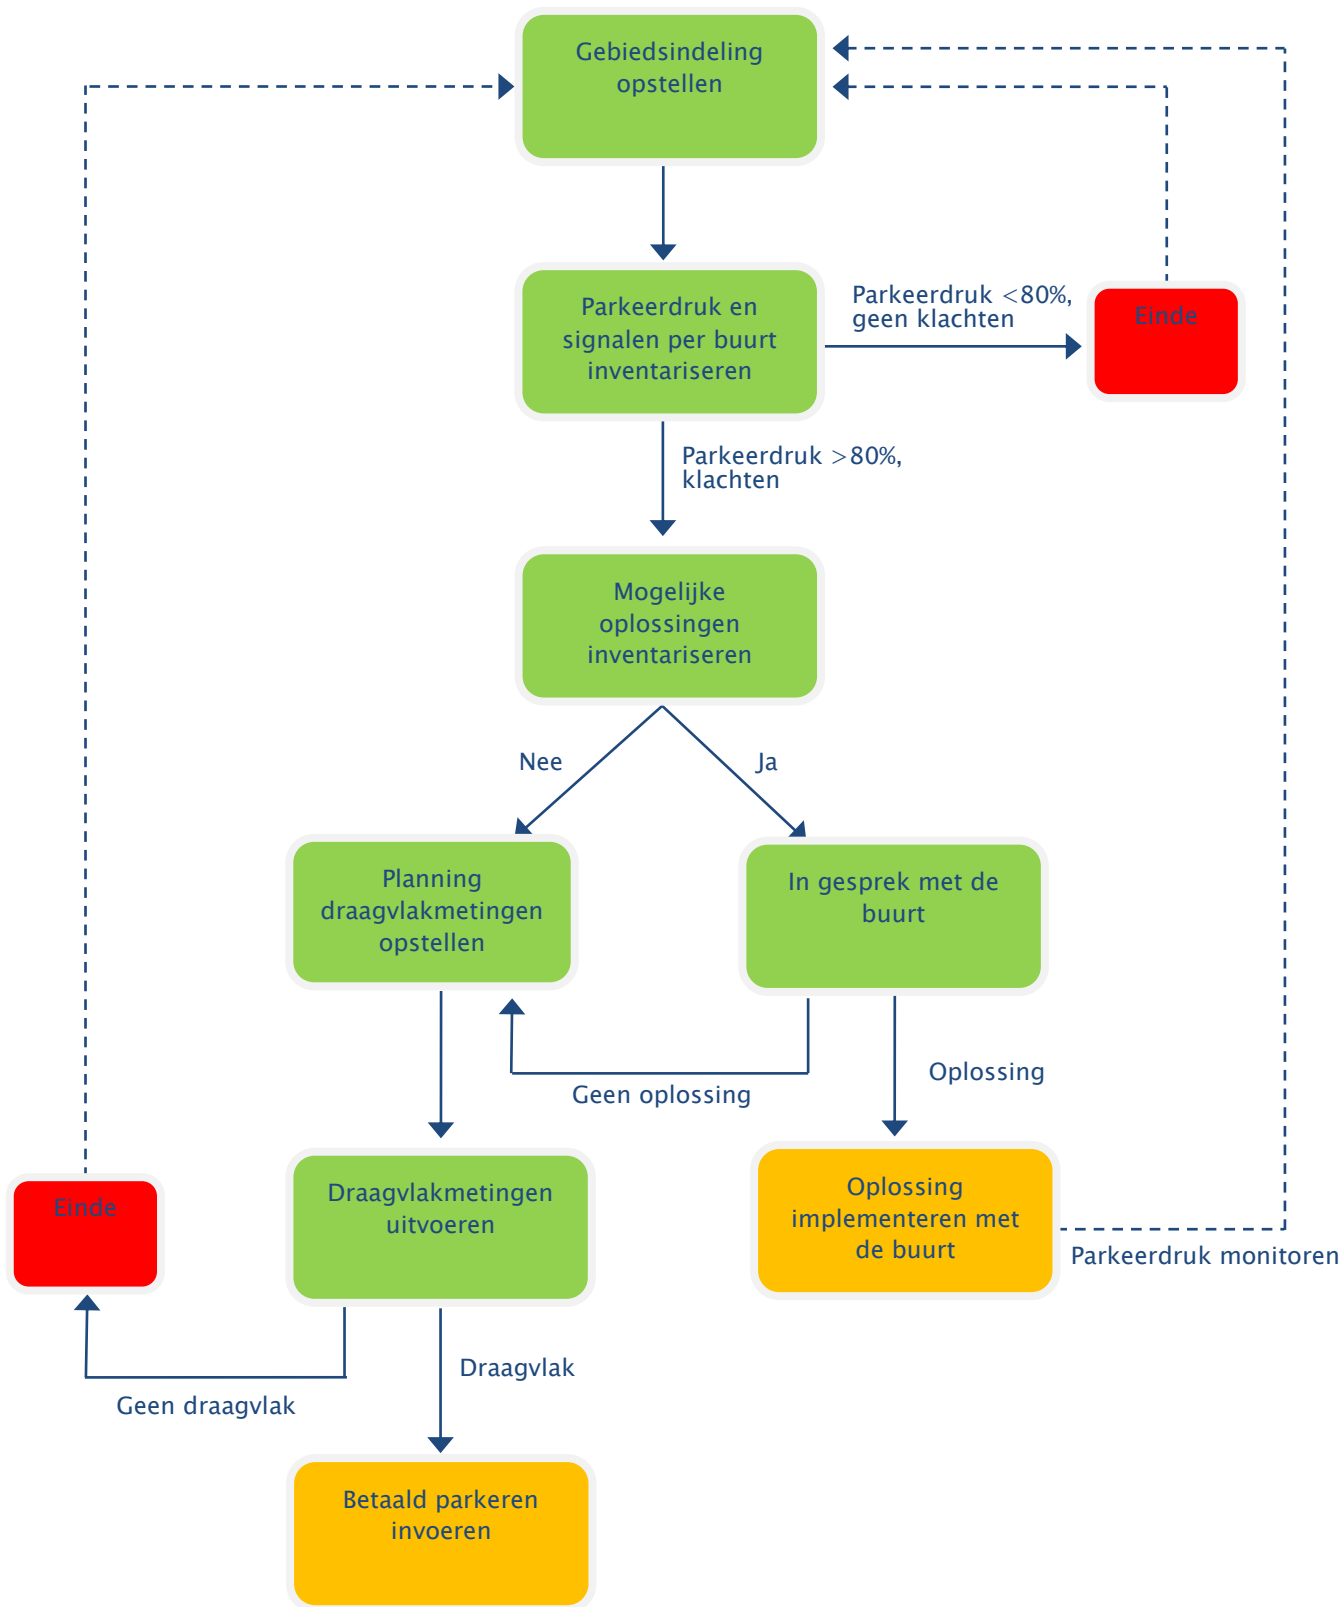 Gebiedsindeling
opstellen
Parkeerdruk en
signalen per buurt
inventariseren
Parkeerdruk <80%,
geen klachten
Einde
Parkeerdruk >80%,
klachten
Mogelijke
oplossingen
inventariseren
Nee
Ja
Planning
draagvlakmetingen
opstellen
In gesprek met de
buurt
Geen oplossing
Oplossing
Einde
Draagvlakmetingen
uitvoeren
Oplossing
implementeren met
de buurt
Parkeerdruk monitoren
Geen draagvlak
Draagvlak
Betaald parkeren
invoeren